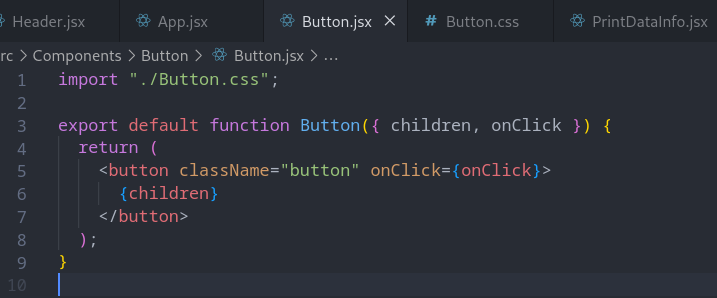 Header.jsx App.jsx Button.jsx × # Button.css PrintDataInfo.jsx
rc > Components > Button > Button.jsx > ...
1 import "./Button.css";
2
3 export default function Button({ children, onClick }) {
4   return (
5     <button className="button" onClick={onClick}>
6       {children}
7     </button>
8   );
9 }
10